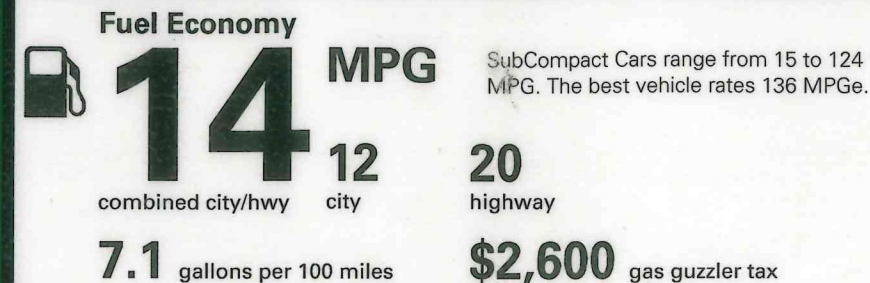 Fuel Economy
14 MPG
SubCompact Cars range from 15 to 124
MPG. The best vehicle rates 136 MPGe.
12 20
combined city/hwy city highway
7.1 gallons per 100 miles $2,600 gas guzzler tax